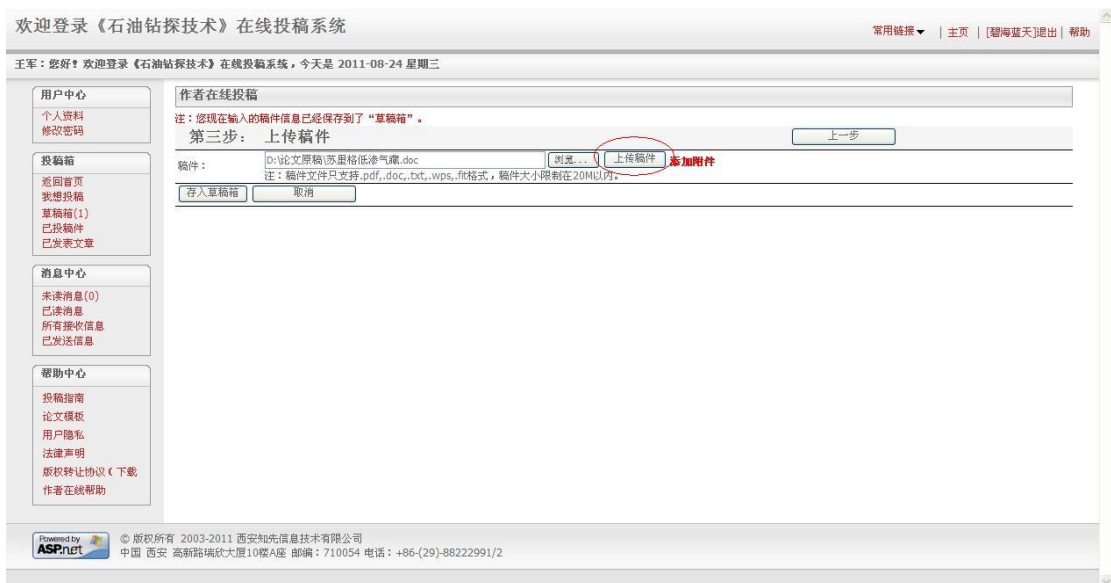 欢迎登录《石油钻探技术》在线投稿系统
常用链接▼ | 主页 | [碧海蓝天]退出 | 帮助
王军：您好！欢迎登录《石油钻探技术》在线投稿系统，今天是 2011-08-24 星期三
用户中心
个人资料
修改密码
投稿箱
返回首页
我想投稿
草稿箱(1)
已投稿件
已发表文章
消息中心
未读消息(0)
已读消息
所有接收信息
已发送信息
帮助中心
投稿指南
论文模板
用户隐私
法律声明
版权转让协议（下载
作者在线帮助
作者在线投稿
注：您现在输入的稿件信息已经保存到了“草稿箱”。
第三步： 上传稿件 上一步
稿件： D:\论文原稿\苏里格低渗气藏.doc 浏览... 上传稿件 添加附件
注：稿件文件只支持.pdf,.doc,.txt,.wps,.fit格式，稿件大小限制在20M以内。
存入草稿箱 取消
Powered by ASP.net
© 版权所有 2003-2011 西安知先信息技术有限公司
中国 西安 高新路瑞欣大厦10楼A座 邮编：710054 电话：+86-(29)-88222991/2